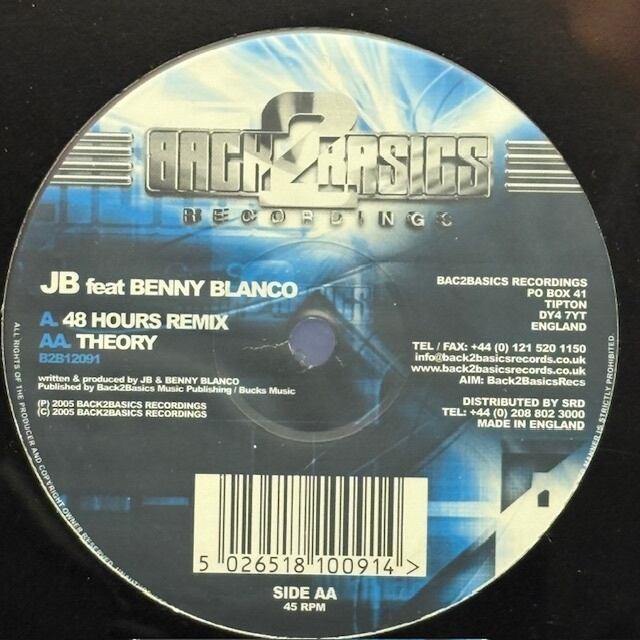 BACK 2 BASICS
RECORDINGS
JB feat BENNY BLANCO
A. 48 HOURS REMIX
AA. THEORY
B2B12091
written & produced by JB & BENNY BLANCO
Published by Back2Basics Music Publishing / Bucks Music
(P) 2005 BACK2BASICS RECORDINGS
(C) 2005 BACK2BASICS RECORDINGS
BAC2BASICS RECORDINGS
PO BOX 41
TIPTON
DY4 7YT
ENGLAND
TEL / FAX: +44 (0) 121 520 1150
info@back2basicsrecords.co.uk
www.back2basicsrecords.co.uk
AIM: Back2BasicsRecs
DISTRIBUTED BY SRD
TEL: +44 (0) 208 802 3000
MADE IN ENGLAND
ALL RIGHTS OF THE PRODUCER AND COPYRIGHT OWNER RESERVED.
MANNER IS STRICTLY PROHIBITED.
5 026518 100914 >
SIDE AA
45 RPM